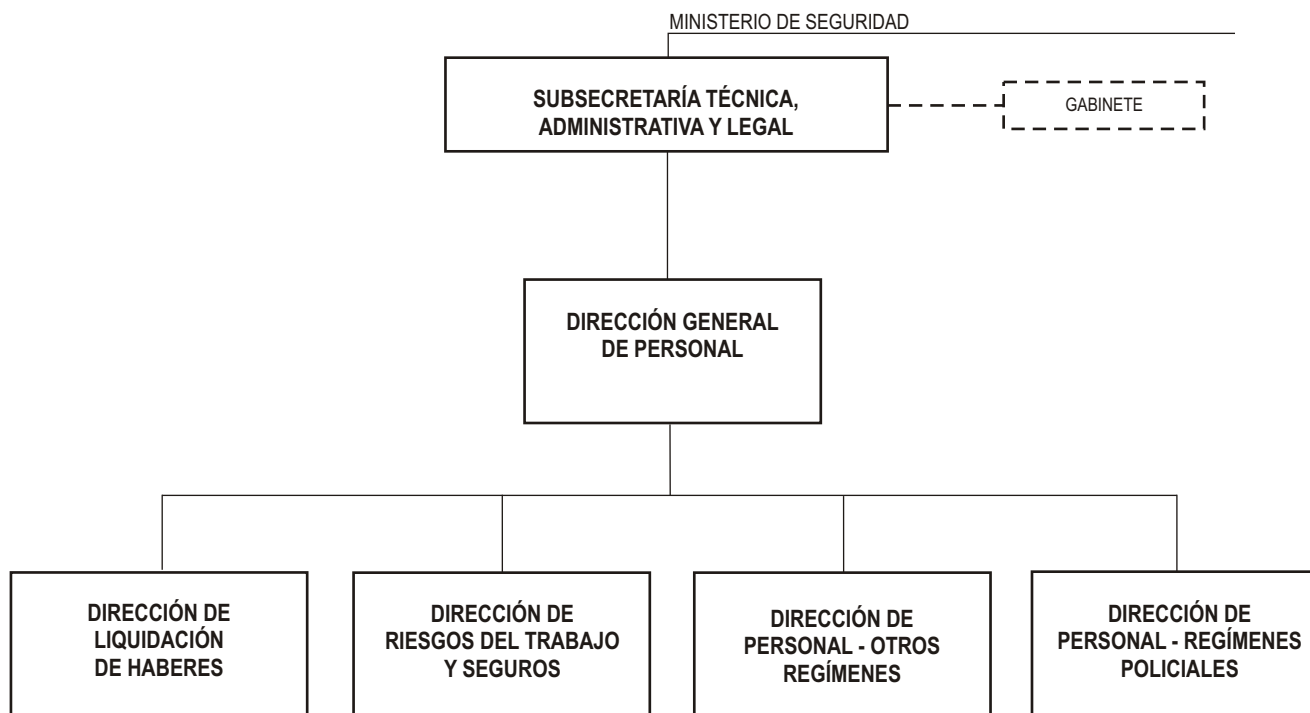 MINISTERIO DE SEGURIDAD
SUBSECRETARÍA TÉCNICA,
ADMINISTRATIVA Y LEGAL
GABINETE
DIRECCIÓN GENERAL
DE PERSONAL
DIRECCIÓN DE
LIQUIDACIÓN
DE HABERES
DIRECCIÓN DE
RIESGOS DEL TRABAJO
Y SEGUROS
DIRECCIÓN DE
PERSONAL - OTROS
REGÍMENES
DIRECCIÓN DE
PERSONAL - REGÍMENES
POLICIALES